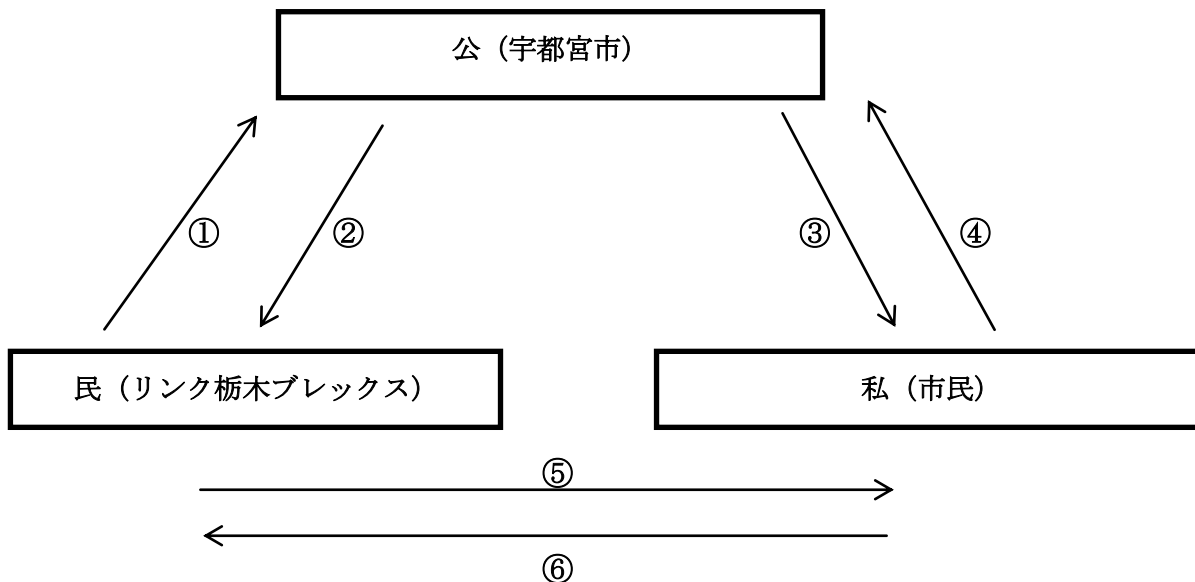 公（宇都宮市）
①
②
③
④
民（リンク栃木ブレックス）
私（市民）
⑤
⑥